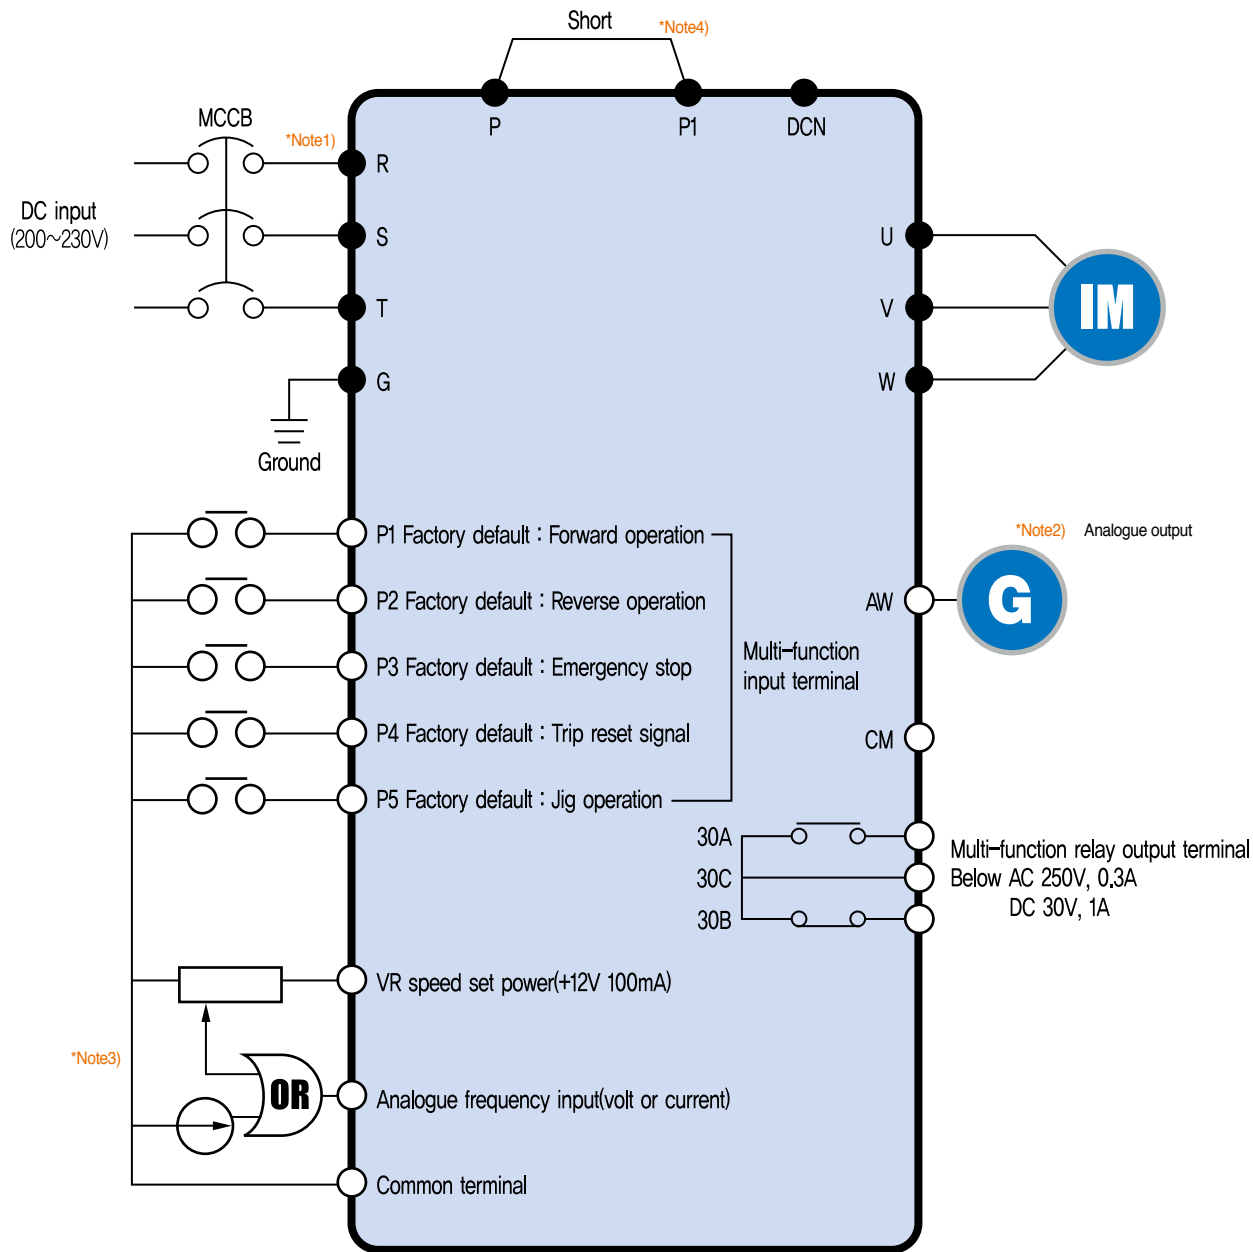 Short
*Note4)
P
P1
DCN
MCCB
*Note1)
R
DC input
(200~230V)
S
T
G
Ground
U
V
W
IM
P1 Factory default : Forward operation
P2 Factory default : Reverse operation
P3 Factory default : Emergency stop
P4 Factory default : Trip reset signal
P5 Factory default : Jig operation
Multi-function
input terminal
*Note2)
Analogue output
AW
G
CM
30A
30C
30B
Multi-function relay output terminal
Below AC 250V, 0.3A
DC 30V, 1A
VR speed set power(+12V 100mA)
*Note3)
OR
Analogue frequency input(volt or current)
Common terminal